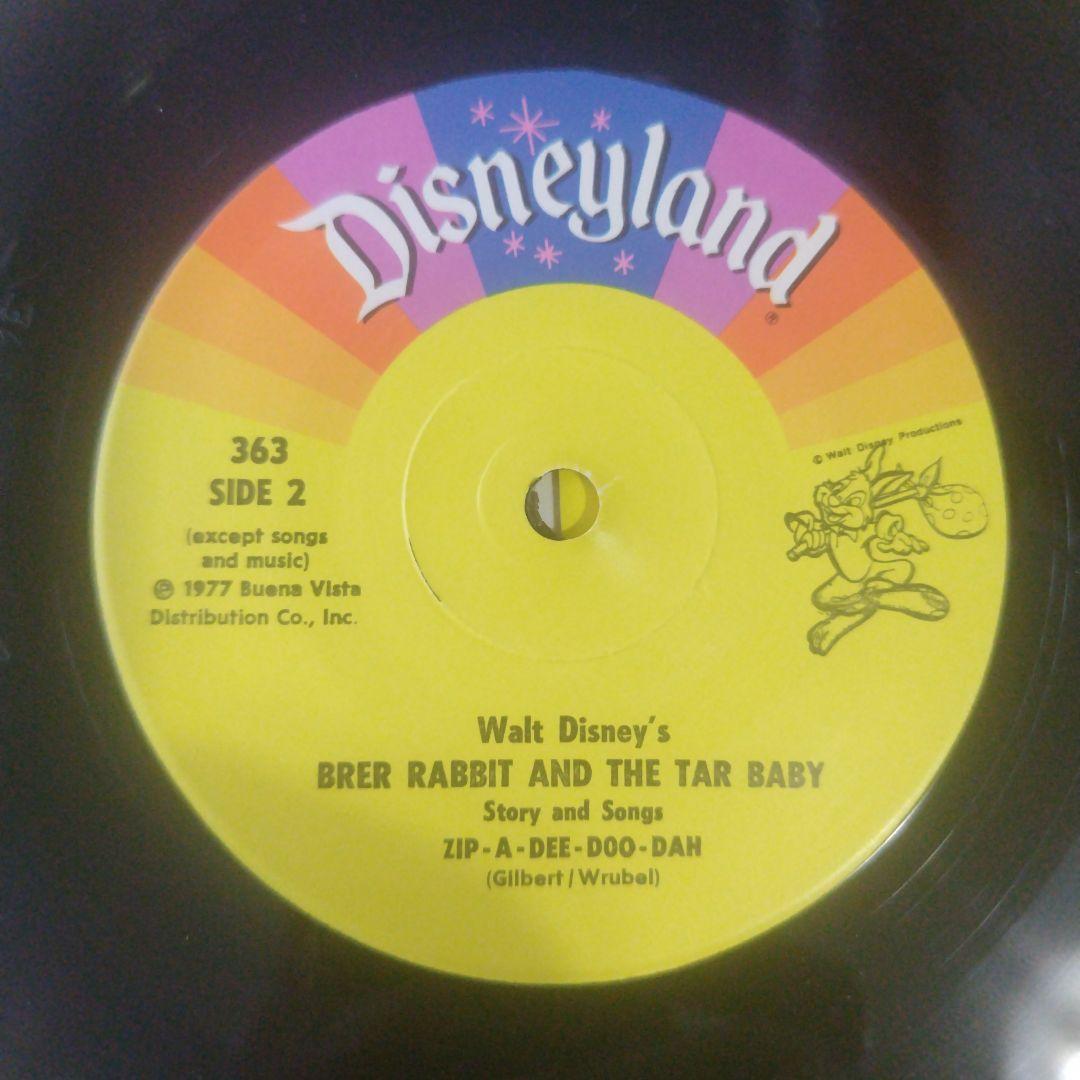 Disneyland
®
363
SIDE 2
(except songs
and music)
℗ 1977 Buena Vista
Distribution Co., Inc.
© Walt Disney Productions
Walt Disney's
BRER RABBIT AND THE TAR BABY
Story and Songs
ZIP-A-DEE-DOO-DAH
(Gilbert/Wrubel)